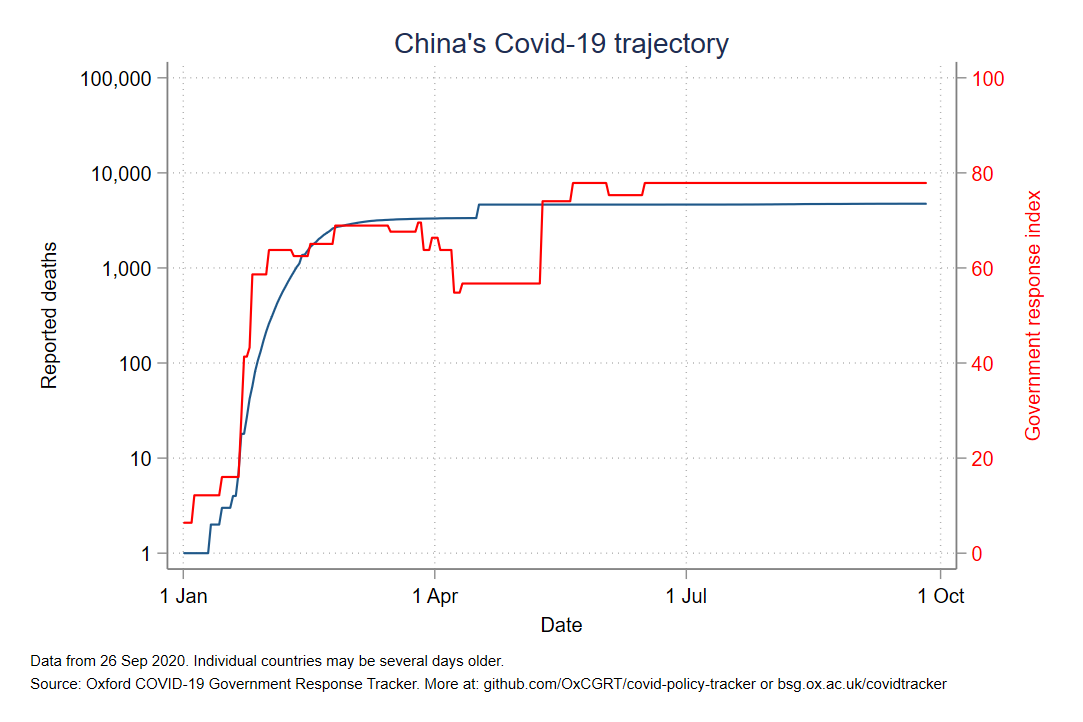 China's Covid-19 trajectory
100,000
10,000
1,000
100
10
1
Reported deaths
100
80
60
40
20
0
Government response index
1 Jan
1 Apr
1 Jul
1 Oct
Date
Data from 26 Sep 2020. Individual countries may be several days older.
Source: Oxford COVID-19 Government Response Tracker. More at: github.com/OxCGRT/covid-policy-tracker or bsg.ox.ac.uk/covidtracker